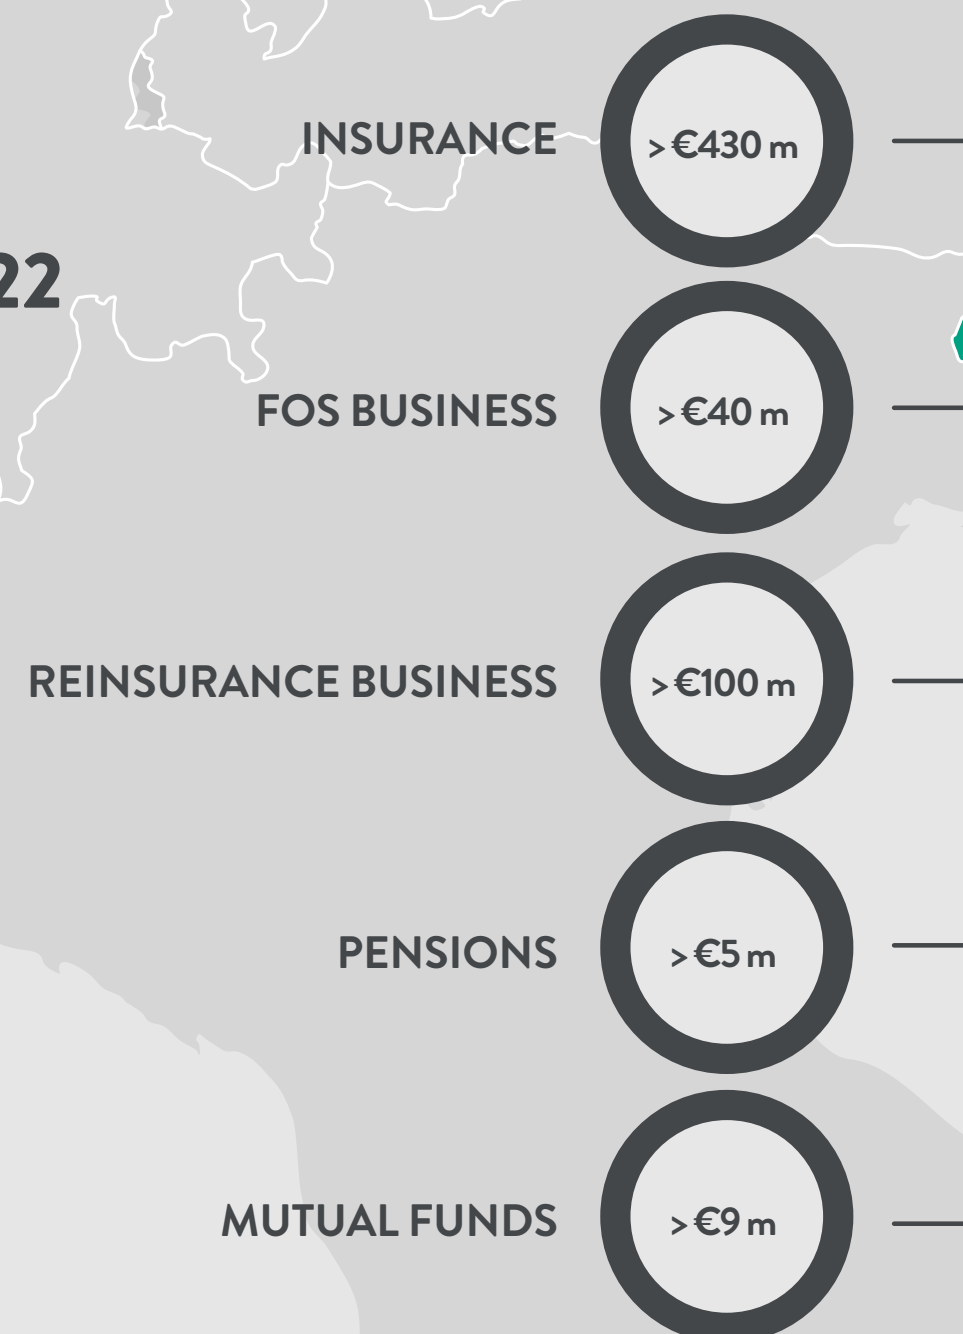 INSURANCE
> €430 m
22
FOS BUSINESS
> €40 m
REINSURANCE BUSINESS
> €100 m
PENSIONS
> €5 m
MUTUAL FUNDS
> €9 m